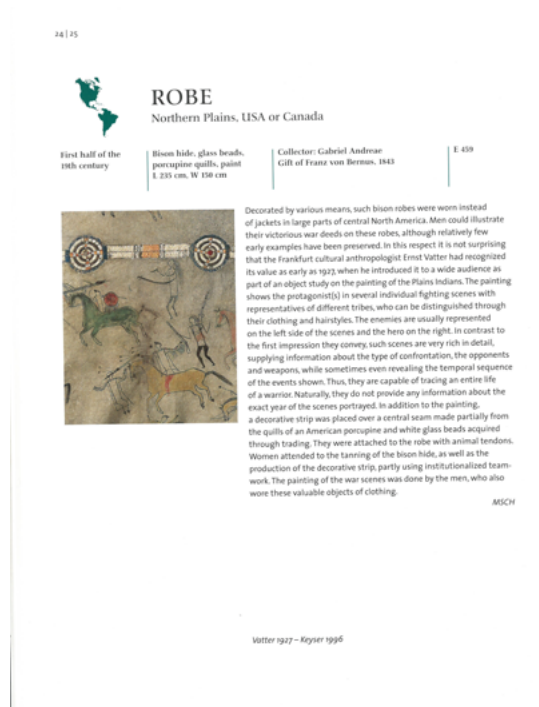 24|25
ROBE
Northern Plains, USA or Canada
First half of the
19th century
Bison hide, glass beads,
porcupine quills, paint
L 235 cm, W 150 cm
Collector: Gabriel Andreae
Gift of Franz von Bernus, 1843
E 459
Decorated by various means, such bison robes were worn instead
of jackets in large parts of central North America. Men could illustrate
their victorious war deeds on these robes, although relatively few
early examples have been preserved. In this respect it is not surprising
that the Frankfurt cultural anthropologist Ernst Vatter had recognized
its value as early as 1927, when he introduced it to a wide audience as
part of an object study on the painting of the Plains Indians. The painting
shows the protagonist(s) in several individual fighting scenes with
representatives of different tribes, who can be distinguished through
their clothing and hairstyles. The enemies are usually represented
on the left side of the scenes and the hero on the right. In contrast to
the first impression they convey, such scenes are very rich in detail,
supplying information about the type of confrontation, the opponents
and weapons, while sometimes even revealing the temporal sequence
of the events shown. Thus, they are capable of tracing an entire life
of a warrior. Naturally, they do not provide any information about the
exact year of the scenes portrayed. In addition to the painting,
a decorative strip was placed over a central seam made partially from
the quills of an American porcupine and white glass beads acquired
through trading. They were attached to the robe with animal tendons.
Women attended to the tanning of the bison hide, as well as the
production of the decorative strip, partly using institutionalized team-
work. The painting of the war scenes was done by the men, who also
wore these valuable objects of clothing.
MSCH
Vatter 1927 – Keyser 1996